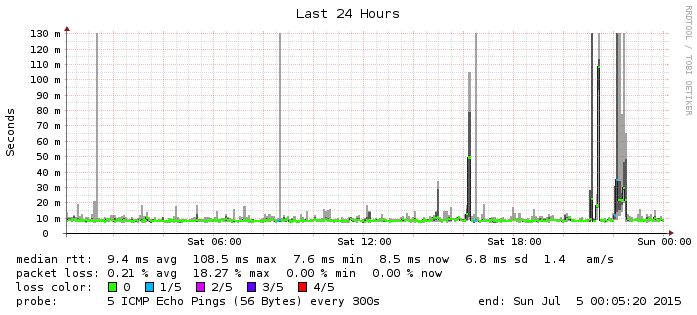 Last 24 Hours
RRDTOOL / TOBI OETIKER
Seconds
130 m
120 m
110 m
100 m
90 m
80 m
70 m
60 m
50 m
40 m
30 m
20 m
10 m
0
Sat 06:00 Sat 12:00 Sat 18:00 Sun 00:00
median rtt: 9.4 ms avg 108.5 ms max 7.6 ms min 8.5 ms now 6.8 ms sd 1.4 am/s
packet loss: 0.21 % avg 18.27 % max 0.00 % min 0.00 % now
loss color: 0 1/5 2/5 3/5 4/5
probe: 5 ICMP Echo Pings (56 Bytes) every 300s end: Sun Jul 5 00:05:20 2015